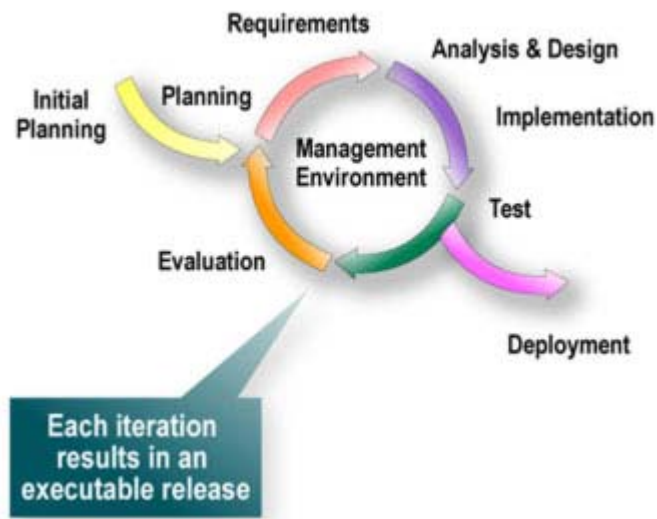 Requirements
Analysis & Design
Planning
Initial
Planning
Implementation
Management
Environment
Test
Evaluation
Deployment
Each iteration
results in an
executable release